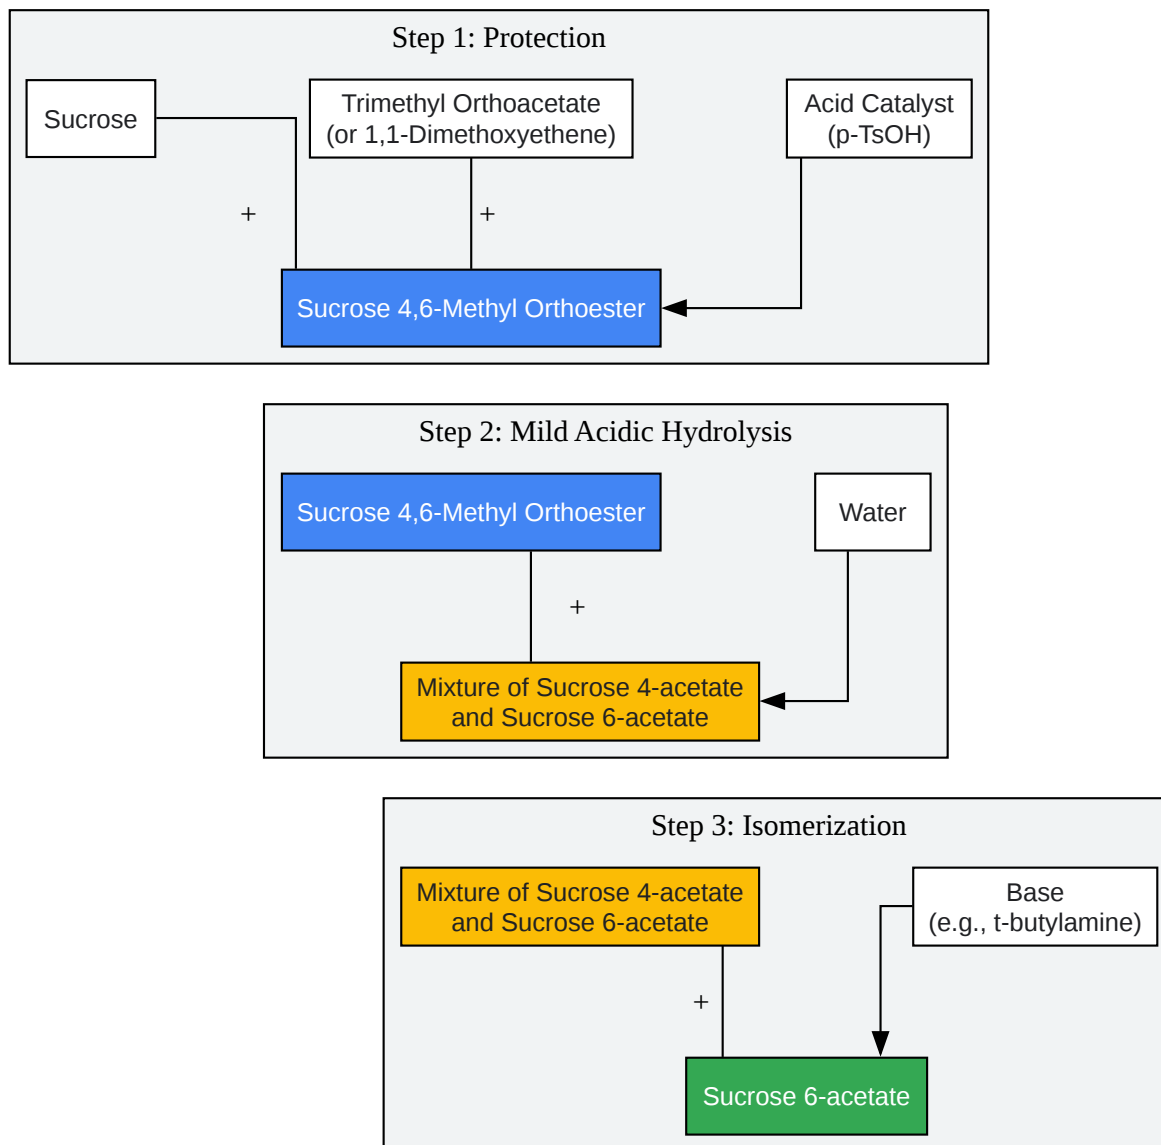 Step 1: Protection
Sucrose
Trimethyl Orthoacetate
(or 1,1-Dimethoxyethene)
Acid Catalyst
(p-TsOH)
+
+
Sucrose 4,6-Methyl Orthoester
Step 2: Mild Acidic Hydrolysis
Sucrose 4,6-Methyl Orthoester
Water
+
Mixture of Sucrose 4-acetate
and Sucrose 6-acetate
Step 3: Isomerization
Mixture of Sucrose 4-acetate
and Sucrose 6-acetate
Base
(e.g., t-butylamine)
+
Sucrose 6-acetate